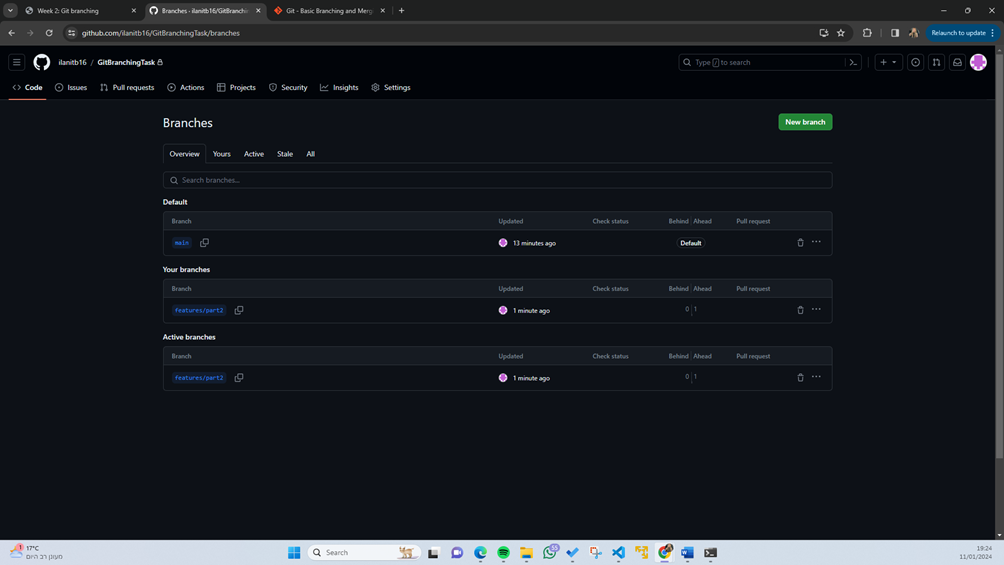 Week 2: Git branching
Branches - ilanitb16/GitBranchin
Git - Basic Branching and Merg
github.com/ilanitb16/GitBranchingTask/branches
Relaunch to update
ilanitb16 / GitBranchingTask
Type / to search
Code
Issues
Pull requests
Actions
Projects
Security
Insights
Settings
Branches
New branch
Overview
Yours
Active
Stale
All
Search branches...
Default
Branch Updated Check status Behind Ahead Pull request
main 13 minutes ago Default
Your branches
Branch Updated Check status Behind Ahead Pull request
features/part2 1 minute ago 0 1
Active branches
Branch Updated Check status Behind Ahead Pull request
features/part2 1 minute ago 0 1
1
17°C
מעונן רב היום
Search
19:24
11/01/2024